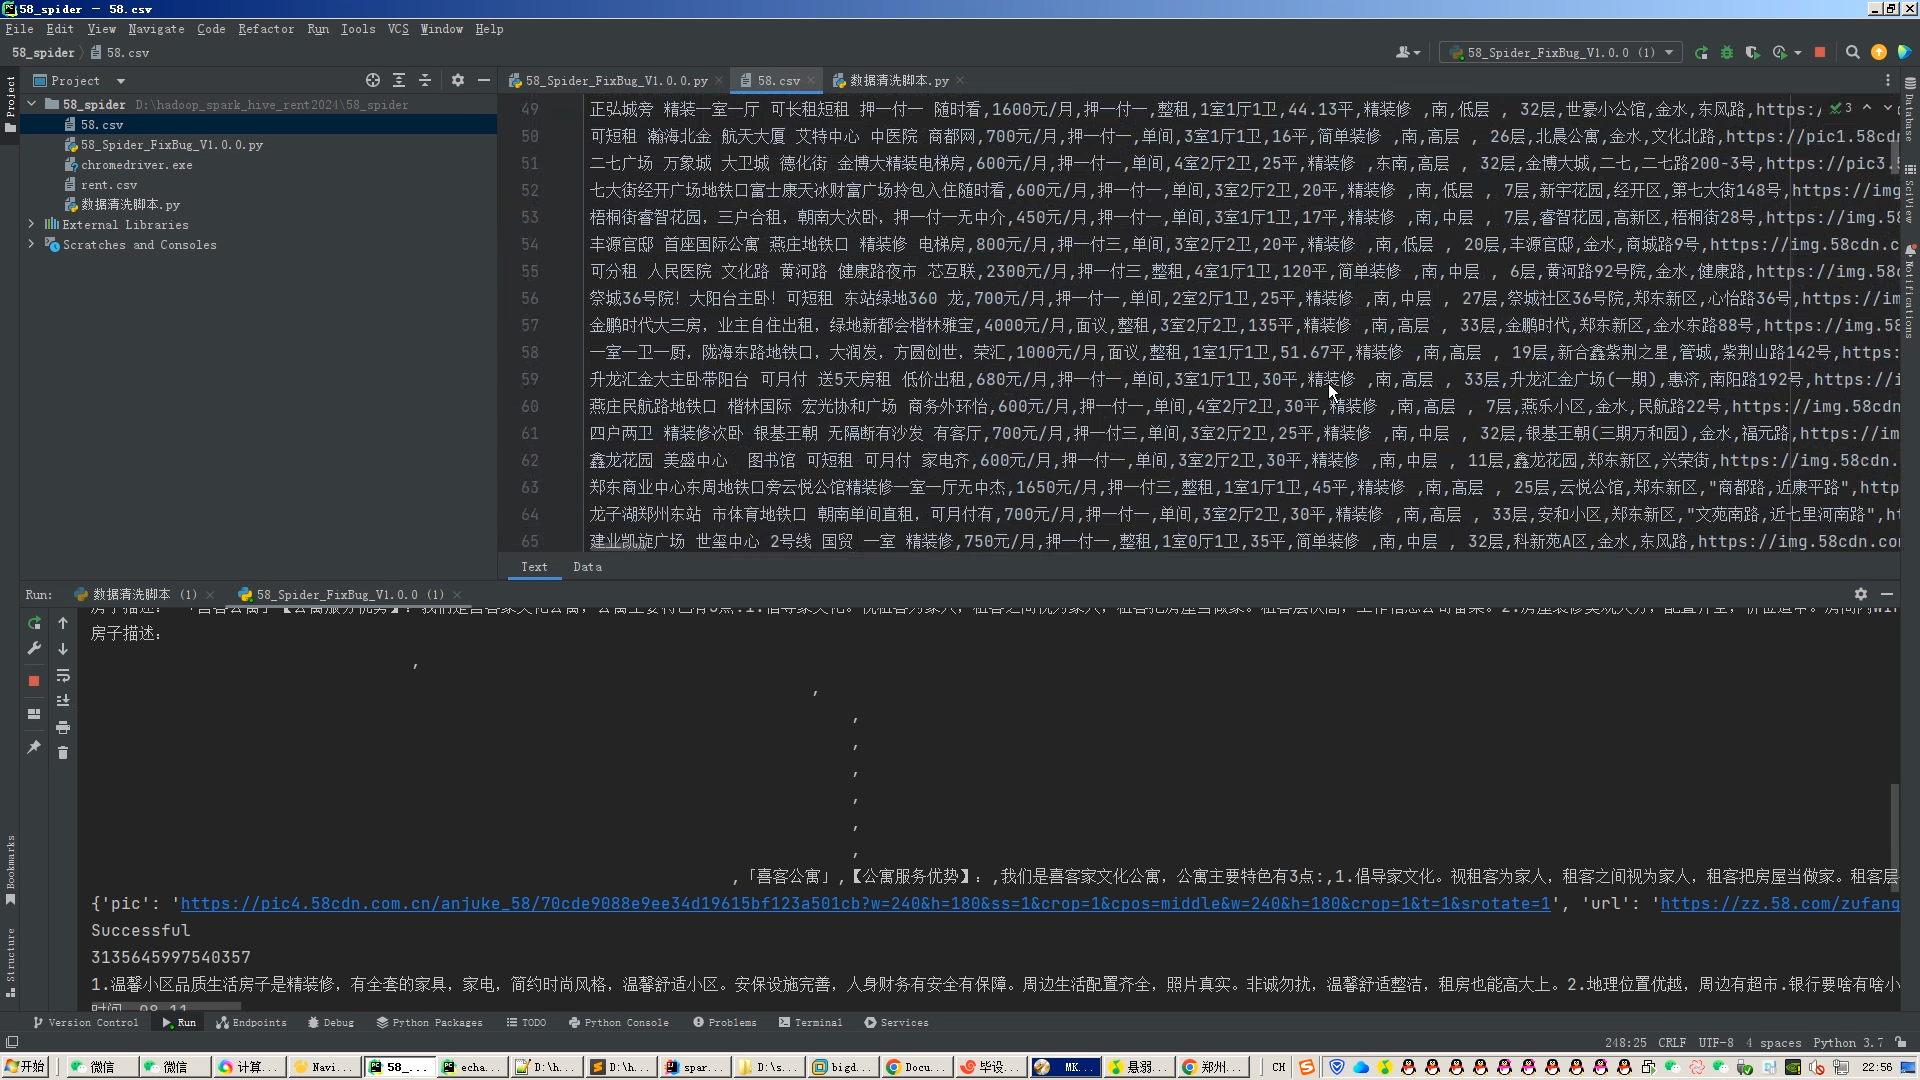 58_spider – 58.csv
File Edit View Navigate Code Refactor Run Tools VCS Window Help
58_spider 58.csv
58_Spider_FixBug_V1.0.0 (1)
Project
58_Spider_FixBug_V1.0.0.py
58.csv
数据清洗脚本.py
58_spider D:\hadoop_spark_hive_rent2024\58_spider
58.csv
58_Spider_FixBug_V1.0.0.py
chromedriver.exe
rent.csv
数据清洗脚本.py
External Libraries
Scratches and Consoles
3
49 正弘城旁 精装一室一厅 可长租短租 押一付一 随时看,1600元/月,押一付一,整租,1室1厅1卫,44.13平,精装修 ,南,低层 , 32层,世豪小公馆,金水,东风路,https:/
50 可短租 瀚海北金 航天大厦 艾特中心 中医院 商都网,700元/月,押一付一,单间,3室1厅1卫,16平,简单装修 ,南,高层 , 26层,北晨公寓,金水,文化北路,https://pic1.58cd
51 二七广场 万象城 大卫城 德化街 金博大精装电梯房,600元/月,押一付一,单间,4室2厅2卫,25平,精装修 ,东南,高层 , 32层,金博大城,二七,二七路200-3号,https://pic3.
52 七大街经开广场地铁口富士康天冰财富广场拎包入住随时看,600元/月,押一付一,单间,3室2厅2卫,20平,精装修 ,南,低层 , 7层,新宇花园,经开区,第七大街148号,https://img
53 梧桐街睿智花园，三户合租，朝南大次卧，押一付一无中介,450元/月,押一付一,单间,3室1厅1卫,17平,精装修 ,南,中层 , 7层,睿智花园,高新区,梧桐街28号,https://img.58
54 丰源官邸 首座国际公寓 燕庄地铁口 精装修 电梯房,800元/月,押一付三,单间,3室2厅2卫,20平,精装修 ,南,低层 , 20层,丰源官邸,金水,商城路9号,https://img.58cdn.c
55 可分租 人民医院 文化路 黄河路 健康路夜市 芯互联,2300元/月,押一付三,整租,4室1厅1卫,120平,简单装修 ,南,中层 , 6层,黄河路92号院,金水,健康路,https://img.58
56 祭城36号院！大阳台主卧！可短租 东站绿地360 龙,700元/月,押一付一,单间,2室2厅1卫,25平,精装修 ,南,中层 , 27层,祭城社区36号院,郑东新区,心怡路36号,https://im
57 金鹏时代大三房，业主自住出租，绿地新都会楷林雅宝,4000元/月,面议,整租,3室2厅2卫,135平,精装修 ,南,高层 , 33层,金鹏时代,郑东新区,金水东路88号,https://img.58
58 一室一卫一厨，陇海东路地铁口，大润发，方圆创世，荣汇,1000元/月,面议,整租,1室1厅1卫,51.67平,精装修 ,南,高层 , 19层,新合鑫紫荆之星,管城,紫荆山路142号,https:
59 升龙汇金大主卧带阳台 可月付 送5天房租 低价出租,680元/月,押一付一,单间,3室1厅1卫,30平,精装修 ,南,高层 , 33层,升龙汇金广场(一期),惠济,南阳路192号,https://i
60 燕庄民航路地铁口 楷林国际 宏光协和广场 商务外环怡,600元/月,押一付一,单间,4室2厅2卫,30平,精装修 ,南,高层 , 7层,燕乐小区,金水,民航路22号,https://img.58cdn
61 四户两卫 精装修次卧 银基王朝 无隔断有沙发 有客厅,700元/月,押一付三,单间,3室2厅2卫,25平,精装修 ,南,中层 , 32层,银基王朝(三期万和园),金水,福元路,https://im
62 鑫龙花园 美盛中心 图书馆 可短租 可月付 家电齐,600元/月,押一付一,单间,3室2厅2卫,30平,精装修 ,南,中层 , 11层,鑫龙花园,郑东新区,兴荣街,https://img.58cdn.
63 郑东商业中心东周地铁口旁云悦公馆精装修一室一厅无中杰,1650元/月,押一付三,整租,1室1厅1卫,45平,精装修 ,南,高层 , 25层,云悦公馆,郑东新区,"商都路,近康平路",http
64 龙子湖郑州东站 市体育地铁口 朝南单间直租，可月付有,700元/月,押一付一,单间,3室2厅2卫,30平,精装修 ,南,高层 , 33层,安和小区,郑东新区,"文苑南路,近七里河南路",ht
65 建业凯旋广场 世玺中心 2号线 国贸 一室 精装修,750元/月,押一付一,整租,1室0厅1卫,35平,简单装修 ,南,中层 , 32层,科新苑A区,金水,东风路,https://img.58cdn.co
Text Data
Run: 数据清洗脚本 (1) 58_Spider_FixBug_V1.0.0 (1)
房子描述：
,
,
,
,
,
,
,
,
,「喜客公寓」,【公寓服务优势】：,我们是喜客家文化公寓，公寓主要特色有3点:,1.倡导家文化。视租客为家人，租客之间视为家人，租客把房屋当做家。租客层
{'pic': 'https://pic4.58cdn.com.cn/anjuke_58/70cde9088e9ee34d19615bf123a501cb?w=240&h=180&ss=1&crop=1&cpos=middle&w=240&h=180&crop=1&t=1&srotate=1', 'url': 'https://zz.58.com/zufang
Successful
3135645997540357
1.温馨小区品质生活房子是精装修，有全套的家具，家电，简约时尚风格，温馨舒适小区。安保设施完善，人身财务有安全有保障。周边生活配置齐全，照片真实。非诚勿扰，温馨舒适整洁，租房也能高大上。2.地理位置优越，周边有超市.银行要啥有啥小
Version Control Run Endpoints Debug Python Packages TODO Python Console Problems Terminal Services
248:25 CRLF UTF-8 4 spaces Python 3.7
开始 微信 微信 计算... Navi... 58_... echa... D:\h... D:\h... spar... D:\s... bigd... Docu... 毕设... MK... 悬弱... 郑州... CH 22:56
Project
Bookmarks
Structure
Database
SciView
Notifications